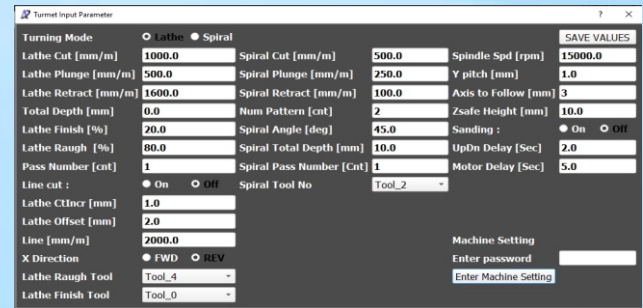 Turmet Input Parameter ? ×
Turning Mode Lathe Spiral SAVE VALUES
Lathe Cut [mm/m] 1000.0 Spiral Cut [mm/m] 500.0 Spindle Spd [rpm] 15000.0
Lathe Plunge [mm/m] 500.0 Spiral Plunge [mm/m] 250.0 Y pitch [mm] 1.0
Lathe Retract [mm/m] 1600.0 Spiral Retract [mm/m] 100.0 Axis to Follow [mm] 3
Total Depth [mm] 0.0 Num Pattern [cnt] 2 Zsafe Height [mm] 10.0
Lathe Finish [%] 20.0 Spiral Angle [deg] 45.0 Sanding : On Off
Lathe Raugh [%] 80.0 Spiral Total Depth [mm] 10.0 UpDn Delay [Sec] 2.0
Pass Number [cnt] 1 Spiral Pass Number [Cnt] 1 Motor Delay [Sec] 5.0
Line cut : On Off Spiral Tool No Tool_2
Lathe CtIncr [mm] 1.0
Lathe Offset [mm] 2.0
Line [mm/m] 2000.0 Machine Setting
X Direction FWD REV Enter password
Lathe Raugh Tool Tool_4 Enter Machine Setting
Lathe Finish Tool Tool_0